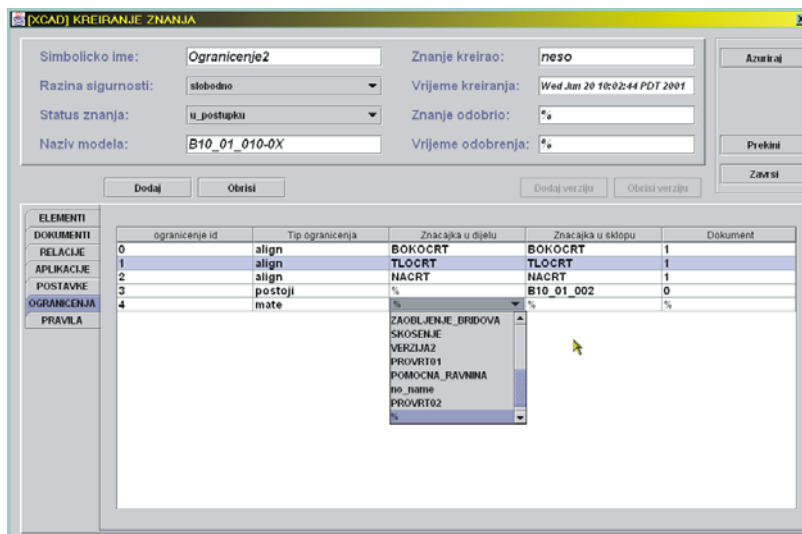 [XCAD] KREIRANJE ZNANJA
Simbolicko ime: Ogranicenje2 Znanje kreirao: neso
Razina sigurnosti: slobodno Vrijeme kreiranja: Wed Jun 20 10:02:44 PDT 2001
Status znanja: u_postupku Znanje odobrio: %
Naziv modela: B10_01_010-0X Vrijeme odobrenja: %
Azuriraj
Prekini
Zavrsi
Dodaj Obrisi Dodaj verziju Obrisi verziju
ELEMENTI
DOKUMENTI
RELACIJE
APLIKACIJE
POSTAVKE
OGRANICENJA
PRAVILA
ogranicenje id Tip ogranicenja Znacajka u dijelu Znacajka u sklopu Dokument
0 align BOKOCRT BOKOCRT 1
1 align TLOCRT TLOCRT 1
2 align NACRT NACRT 1
3 postoji % B10_01_002 0
4 mate % % %
ZAOBLJENJE_BRIDOVA
SKOSENJE
VERZIJA2
PROVRT01
POMOCNA_RAVNINA
no_name
PROVRT02
%